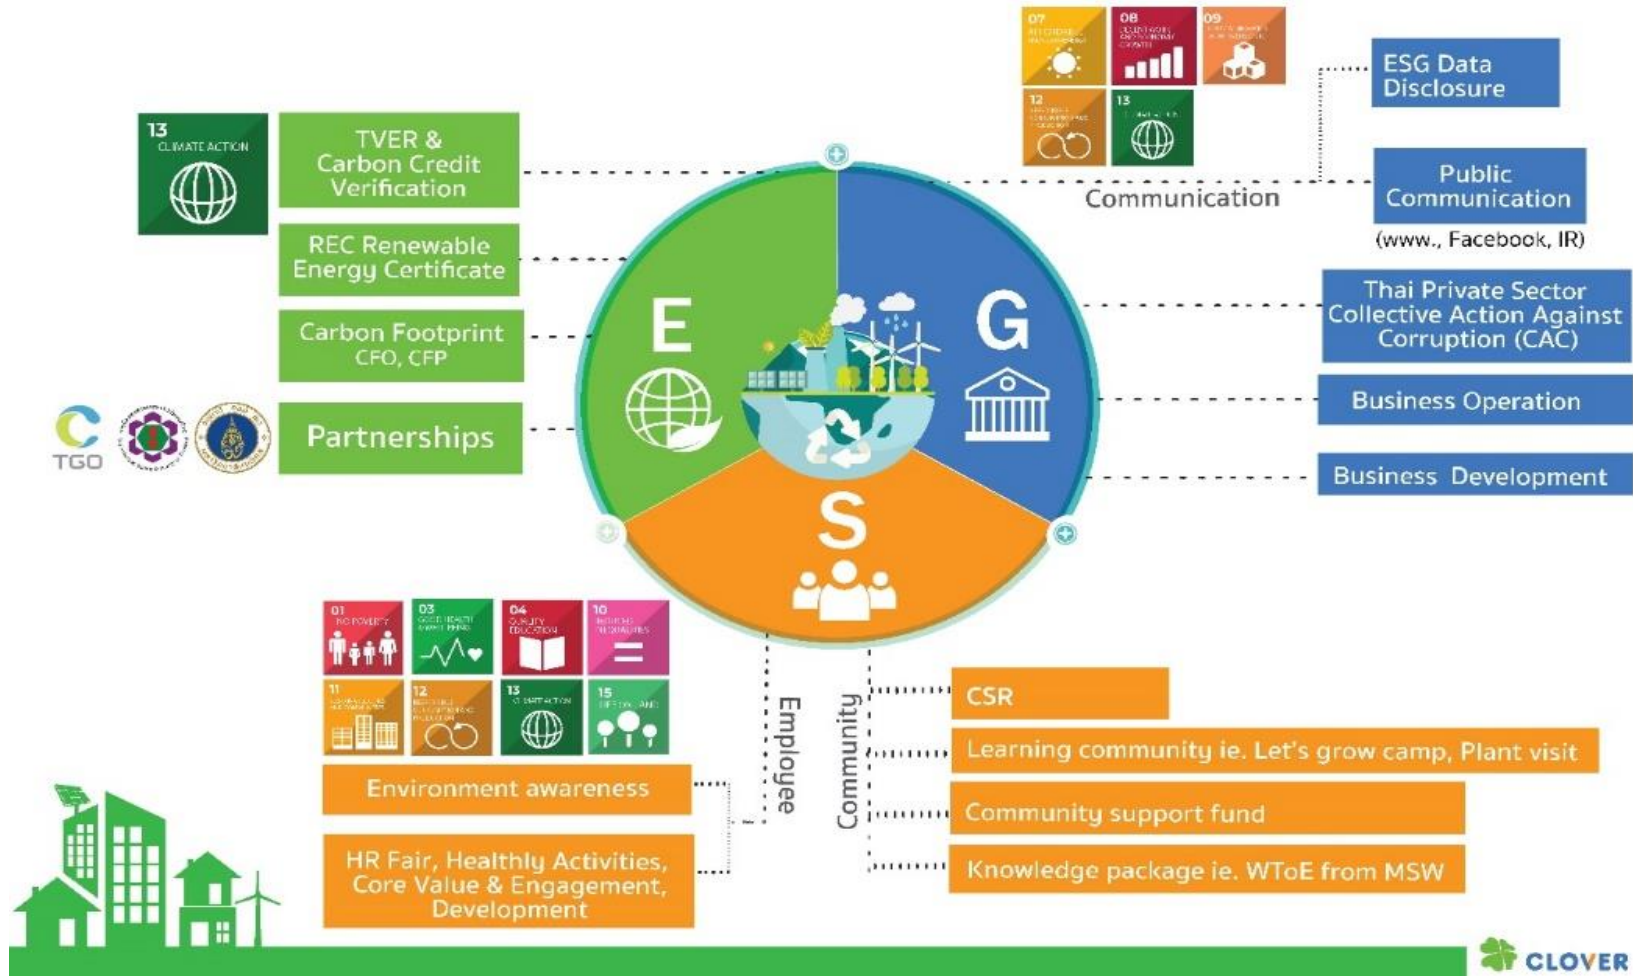 07
08
09
12
13
ESG Data
Disclosure
Public
Communication
(www., Facebook, IR)
Communication
Thai Private Sector
Collective Action Against
Corruption (CAC)
Business Operation
Business Development
13
CLIMATE ACTION
TVER &
Carbon Credit
Verification
REC Renewable
Energy Certificate
Carbon Footprint
CFO, CFP
TGO
Partnerships
E
G
S
01
NO POVERTY
03
GOOD HEALTH
04
QUALITY
EDUCATION
10
11
12
13
CLIMATE ACTION
15
Employee
Community
Environment awareness
HR Fair, Healthly Activities,
Core Value & Engagement,
Development
CSR
Learning community ie. Let's grow camp, Plant visit
Community support fund
Knowledge package ie. WToE from MSW
CLOVER